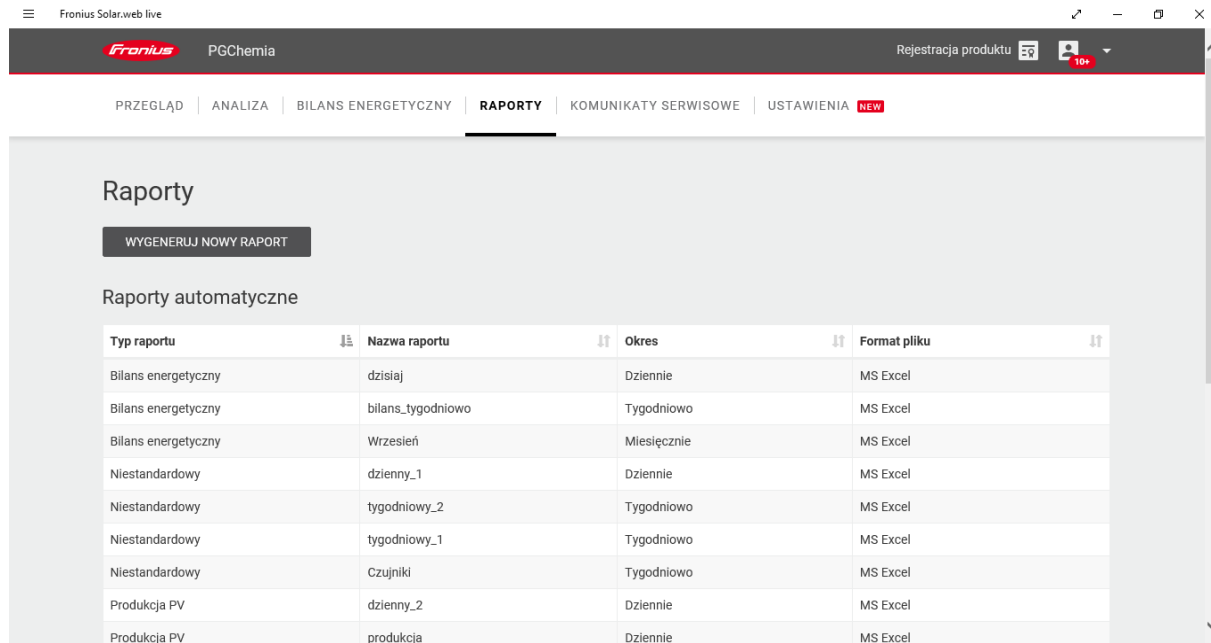 Fronius Solar.web live
Fronius PGChemia Rejestracja produktu 10+
PRZEGLĄD ANALIZA BILANS ENERGETYCZNY RAPORTY KOMUNIKATY SERWISOWE USTAWIENIA NEW
Raporty
WYGENERUJ NOWY RAPORT
Raporty automatyczne
Typ raportu Nazwa raportu Okres Format pliku
Bilans energetyczny dzisiaj Dziennie MS Excel
Bilans energetyczny bilans_tygodniowo Tygodniowo MS Excel
Bilans energetyczny Wrzesień Miesięcznie MS Excel
Niestandardowy dzienny_1 Dziennie MS Excel
Niestandardowy tygodniowy_2 Tygodniowo MS Excel
Niestandardowy tygodniowy_1 Tygodniowo MS Excel
Niestandardowy Czujniki Tygodniowo MS Excel
Produkcja PV dzienny_2 Dziennie MS Excel
Produkcja PV produkcja Dziennie MS Excel